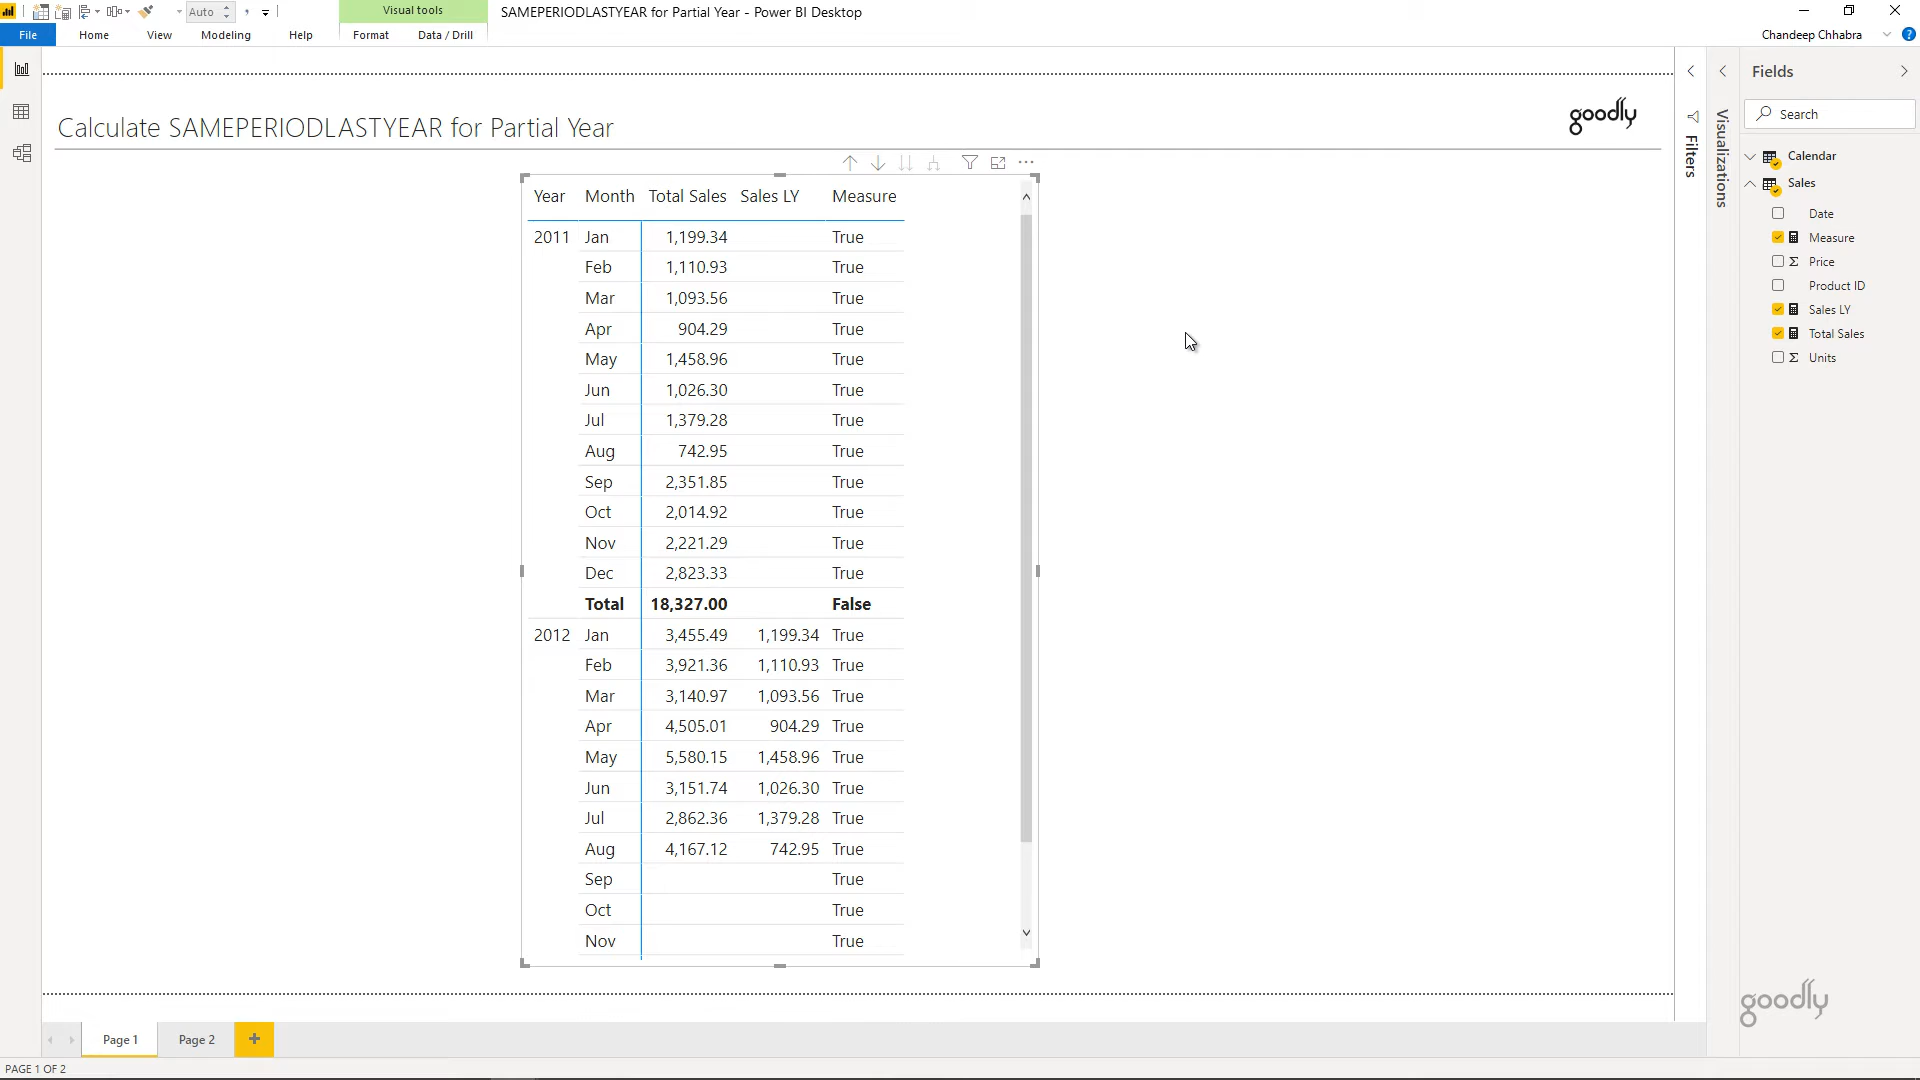 Auto
Visual tools
SAMEPERIODLASTYEAR for Partial Year - Power BI Desktop
File Home View Modeling Help Format Data / Drill
Chandeep Chhabra
?
Calculate SAMEPERIODLASTYEAR for Partial Year
goodly
Year Month Total Sales Sales LY Measure
2011 Jan 1,199.34 True
Feb 1,110.93 True
Mar 1,093.56 True
Apr 904.29 True
May 1,458.96 True
Jun 1,026.30 True
Jul 1,379.28 True
Aug 742.95 True
Sep 2,351.85 True
Oct 2,014.92 True
Nov 2,221.29 True
Dec 2,823.33 True
Total 18,327.00 False
2012 Jan 3,455.49 1,199.34 True
Feb 3,921.36 1,110.93 True
Mar 3,140.97 1,093.56 True
Apr 4,505.01 904.29 True
May 5,580.15 1,458.96 True
Jun 3,151.74 1,026.30 True
Jul 2,862.36 1,379.28 True
Aug 4,167.12 742.95 True
Sep True
Oct True
Nov True
Filters
Visualizations
Fields
Search
Calendar
Sales
Date
Measure
Price
Product ID
Sales LY
Total Sales
Units
goodly
Page 1 Page 2 +
PAGE 1 OF 2